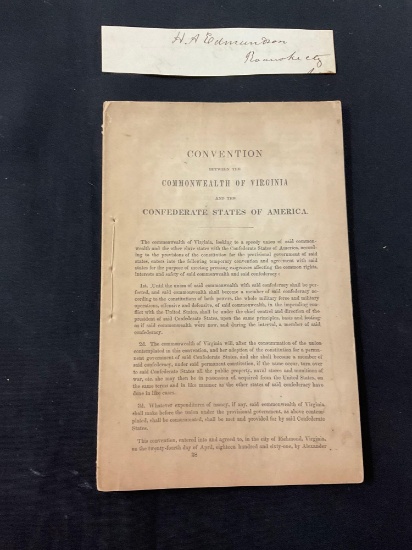 H. A Edmundson
Roanoke cty
CONVENTION
BETWEEN THE
COMMONWEALTH OF VIRGINIA
AND THE
CONFEDERATE STATES OF AMERICA.
The commonwealth of Virginia, looking to a speedy union of said common-
wealth and the other slave states with the Confederate States of America, accord-
ing to the provisions of the constitution for the provisional government of said
states, enters into the following temporary convention and agreement with said
states for the purpose of meeting pressing exigencies affecting the common rights,
interests and safety of said commonwealth and said confederacy:
1st. Until the union of said commonwealth with said confederacy shall be per-
fected, and said commonwealth shall become a member of said confederacy ac-
cording to the constitutions of both powers, the whole military force and military
operations, offensive and defensive, of said commonwealth, in the impending con-
flict with the United States, shall be under the chief control and direction of the
president of said Confederate States, upon the same principles, basis and footing
as if said commonwealth were now, and during the interval, a member of said
confederacy.
2d. The commonwealth of Virginia will, after the consummation of the union
contemplated in this convention, and her adoption of the constitution for a perma-
nent government of said Confederate States, and she shall become a member of
said confederacy, under said permanent constitution, if the same occur, turn over
to said Confederate States all the public property, naval stores and munitions of
war, etc. she may then be in possession of, acquired from the United States, on
the same terms and in like manner as the other states of said confederacy have
done in like cases.
3d. Whatever expenditures of money, if any, said commonwealth of Virginia,
shall make before the union under the provisional government, as above contem-
plated, shall be consummated, shall be met and provided for by said Confederate
States.
This convention, entered into and agreed to, in the city of Richmond, Virginia,
on the twenty-fourth day of April, eighteen hundred and sixty-one, by Alexander